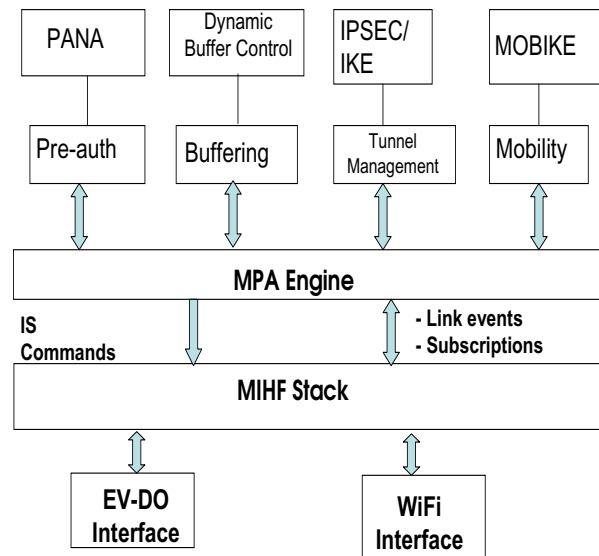 PANA
Dynamic
Buffer Control
IPSEC/
IKE
MOBIKE
Pre-auth
Buffering
Tunnel
Management
Mobility
MPA Engine
IS
Commands
- Link events
- Subscriptions
MIHF Stack
EV-DO
Interface
WiFi
Interface